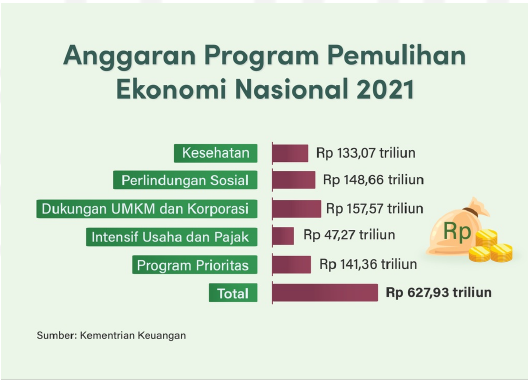 Anggaran Program Pemulihan
Ekonomi Nasional 2021
Kesehatan Rp 133,07 triliun
Perlindungan Sosial Rp 148,66 triliun
Dukungan UMKM dan Korporasi Rp 157,57 triliun
Intensif Usaha dan Pajak Rp 47,27 triliun
Rp
Program Prioritas Rp 141,36 triliun
Total Rp 627,93 triliun
Sumber: Kementrian Keuangan